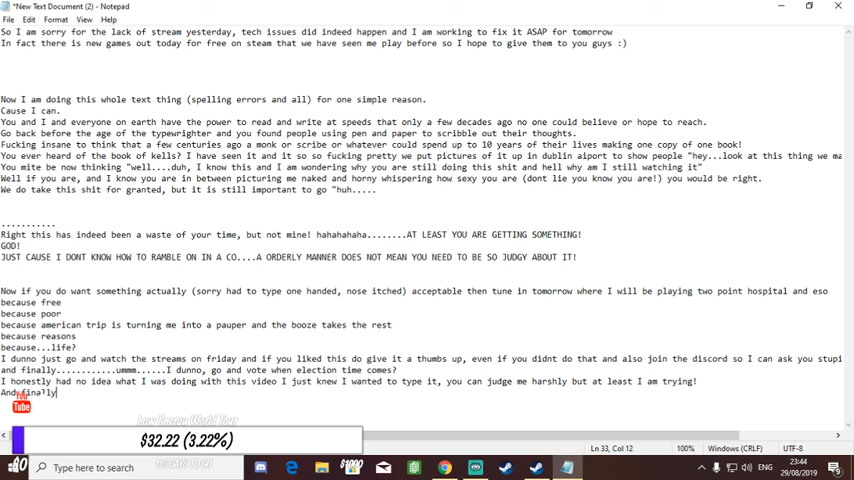 *New Text Document (2) - Notepad
File Edit Format View Help
So I am sorry for the lack of stream yesterday, tech issues did indeed happen and I am working to fix it ASAP for tomorrow
In fact there is new games out today for free on steam that we have seen me play before so I hope to give them to you guys :)
Now I am doing this whole text thing (spelling errors and all) for one simple reason.
Cause I can.
You and I and everyone on earth have the power to read and write at speeds that only a few decades ago no one could believe or hope to reach.
Go back before the age of the typewrighter and you found people using pen and paper to scribble out their thoughts.
Fucking insane to think that a few centuries ago a monk or scribe or whatever could spend up to 10 years of their lives making one copy of one book!
You ever heard of the book of kells? I have seen it and it so so fucking pretty we put pictures of it up in dublin aiport to show people "hey...look at this thing we ma
You mite be now thinking "well....duh, I know this and I am wondering why you are still doing this shit and hell why am I still watching it"
Well if you are, and I know you are in between picturing me naked and horny whispering how sexy you are (dont lie you know you are!) you would be right.
We do take this shit for granted, but it is still important to go "huh.....
...........
Right this has indeed been a waste of your time, but not mine! hahahahaha........AT LEAST YOU ARE GETTING SOMETHING!
GOD!
JUST CAUSE I DONT KNOW HOW TO RAMBLE ON IN A CO....A ORDERLY MANNER DOES NOT MEAN YOU NEED TO BE SO JUDGY ABOUT IT!
Now if you do want something actually (sorry had to type one handed, nose itched) acceptable then tune in tomorrow where I will be playing two point hospital and eso
because free
because poor
because american trip is turning me into a pauper and the booze takes the rest
because reasons
because...life?
I dunno just go and watch the streams on friday and if you liked this do give it a thumbs up, even if you didnt do that and also join the discord so I can ask you stupi
and finally............ummm......I dunno, go and vote when election time comes?
I honestly had no idea what I was doing with this video I just knew I wanted to type it, you can judge me harshly but at least I am trying!
And finally
You
Tube
Low Energy World Tour
$32.22 (3.22%)
$0
$1000
110 DAYS TO GO
Ln 33, Col 12
100%
Windows (CRLF)
UTF-8
Type here to search
ENG
23:44
29/08/2019